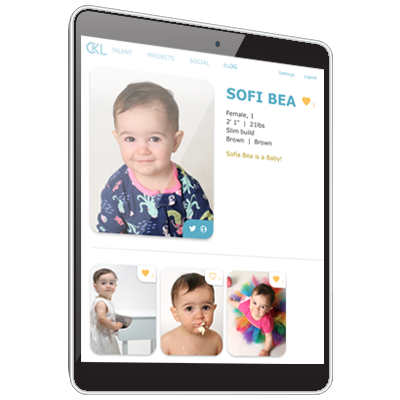 CKL TALENT PROJECTS SOCIAL BLOG
Settings Logout
SOFI BEA
Female, 1
2' 1" | 21lbs
Slim build
Brown | Brown
Sofia Bea is a Baby!